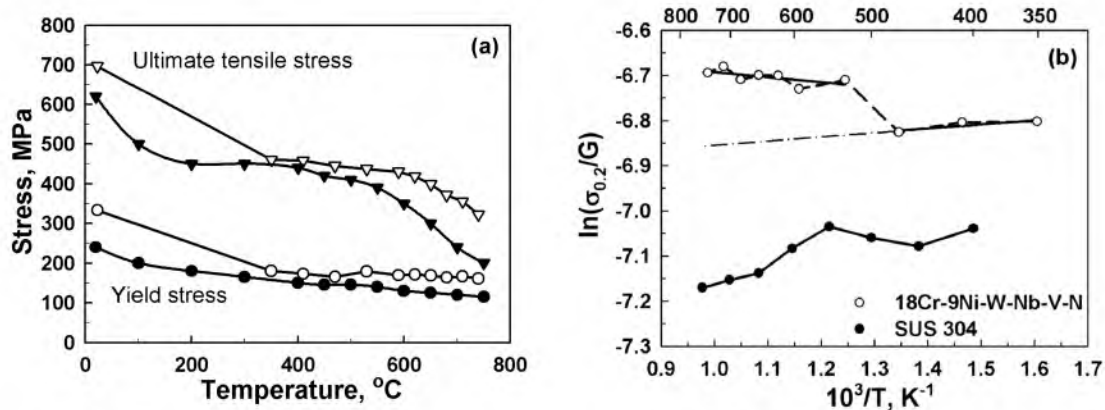 (a)
Ultimate tensile stress
Yield stress
Stress, MPa
800
700
600
500
400
300
200
100
0
0 200 400 600 800
Temperature, °C
800 700 600 500 400 350
(b)
ln(σ0.2/G)
-6.6
-6.7
-6.8
-6.9
-7.0
-7.1
-7.2
-7.3
18Cr-9Ni-W-Nb-V-N
SUS 304
1.0 1.1 1.2 1.3 1.4 1.5 1.6 1.7
10³/T, K⁻¹